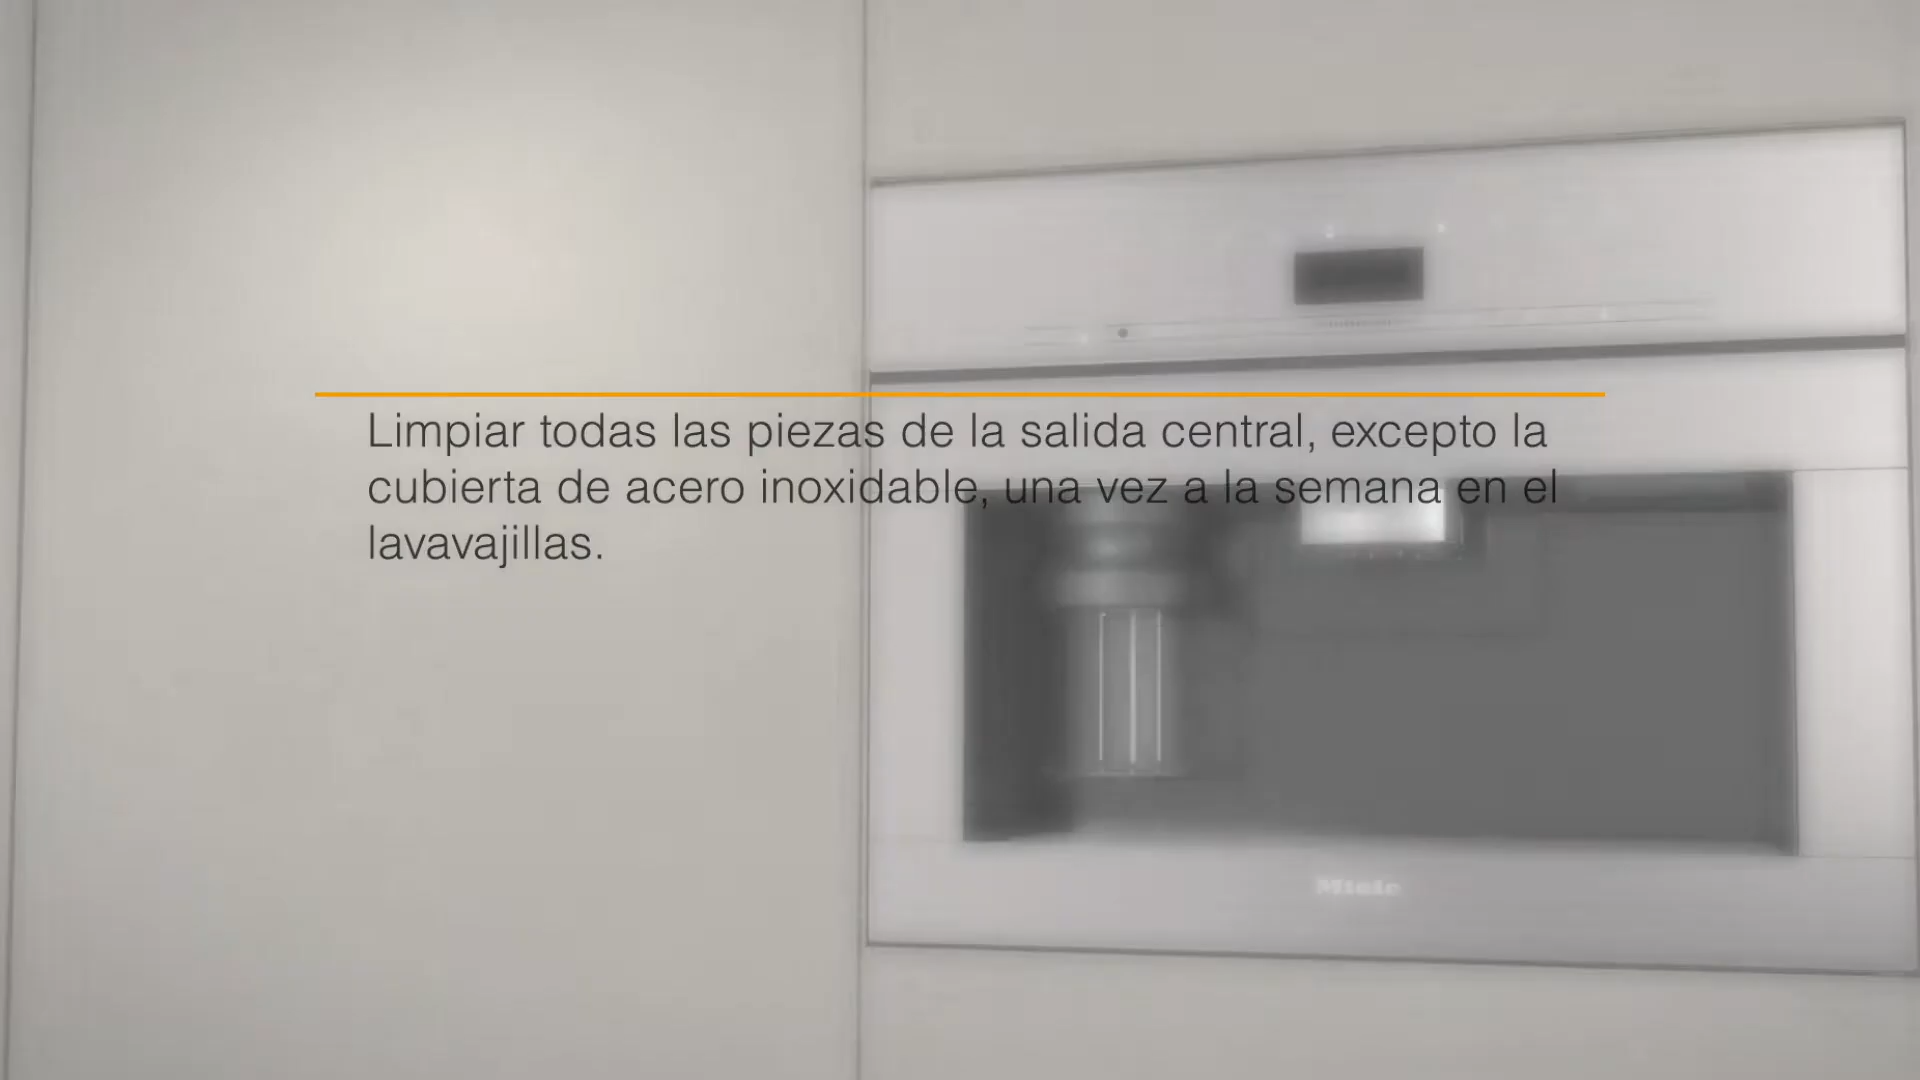 Limpiar todas las piezas de la salida central, excepto la
cubierta de acero inoxidable, una vez a la semana en el
lavavajillas.
Miele